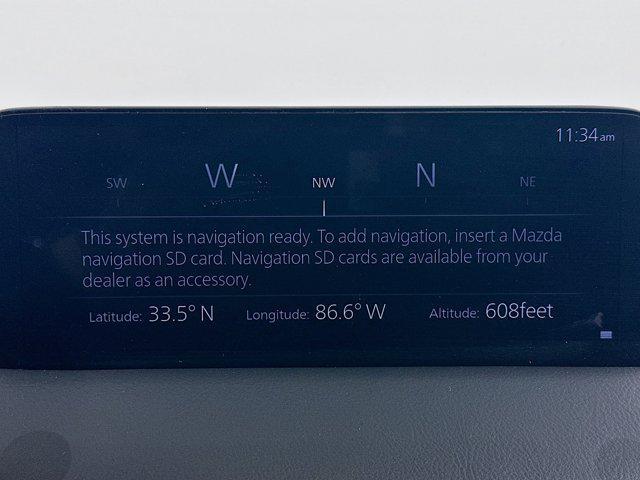 11:34am
SW W NW N NE
This system is navigation ready. To add navigation, insert a Mazda
navigation SD card. Navigation SD cards are available from your
dealer as an accessory.
Latitude: 33.5° N Longitude: 86.6° W Altitude: 608feet